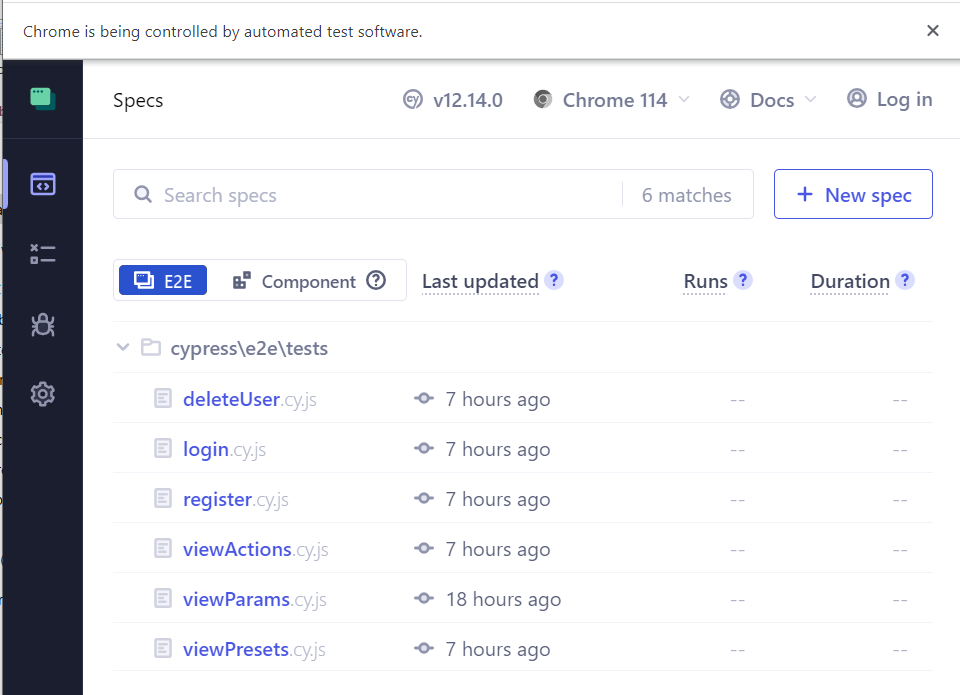 Chrome is being controlled by automated test software.
Specs
cy v12.14.0
Chrome 114
Docs
Log in
Search specs
6 matches
+ New spec
E2E
Component ?
Last updated ?
Runs ?
Duration ?
cypress\e2e\tests
deleteUser.cy.js 7 hours ago -- --
login.cy.js 7 hours ago -- --
register.cy.js 7 hours ago -- --
viewActions.cy.js 7 hours ago -- --
viewParams.cy.js 18 hours ago -- --
viewPresets.cy.js 7 hours ago -- --